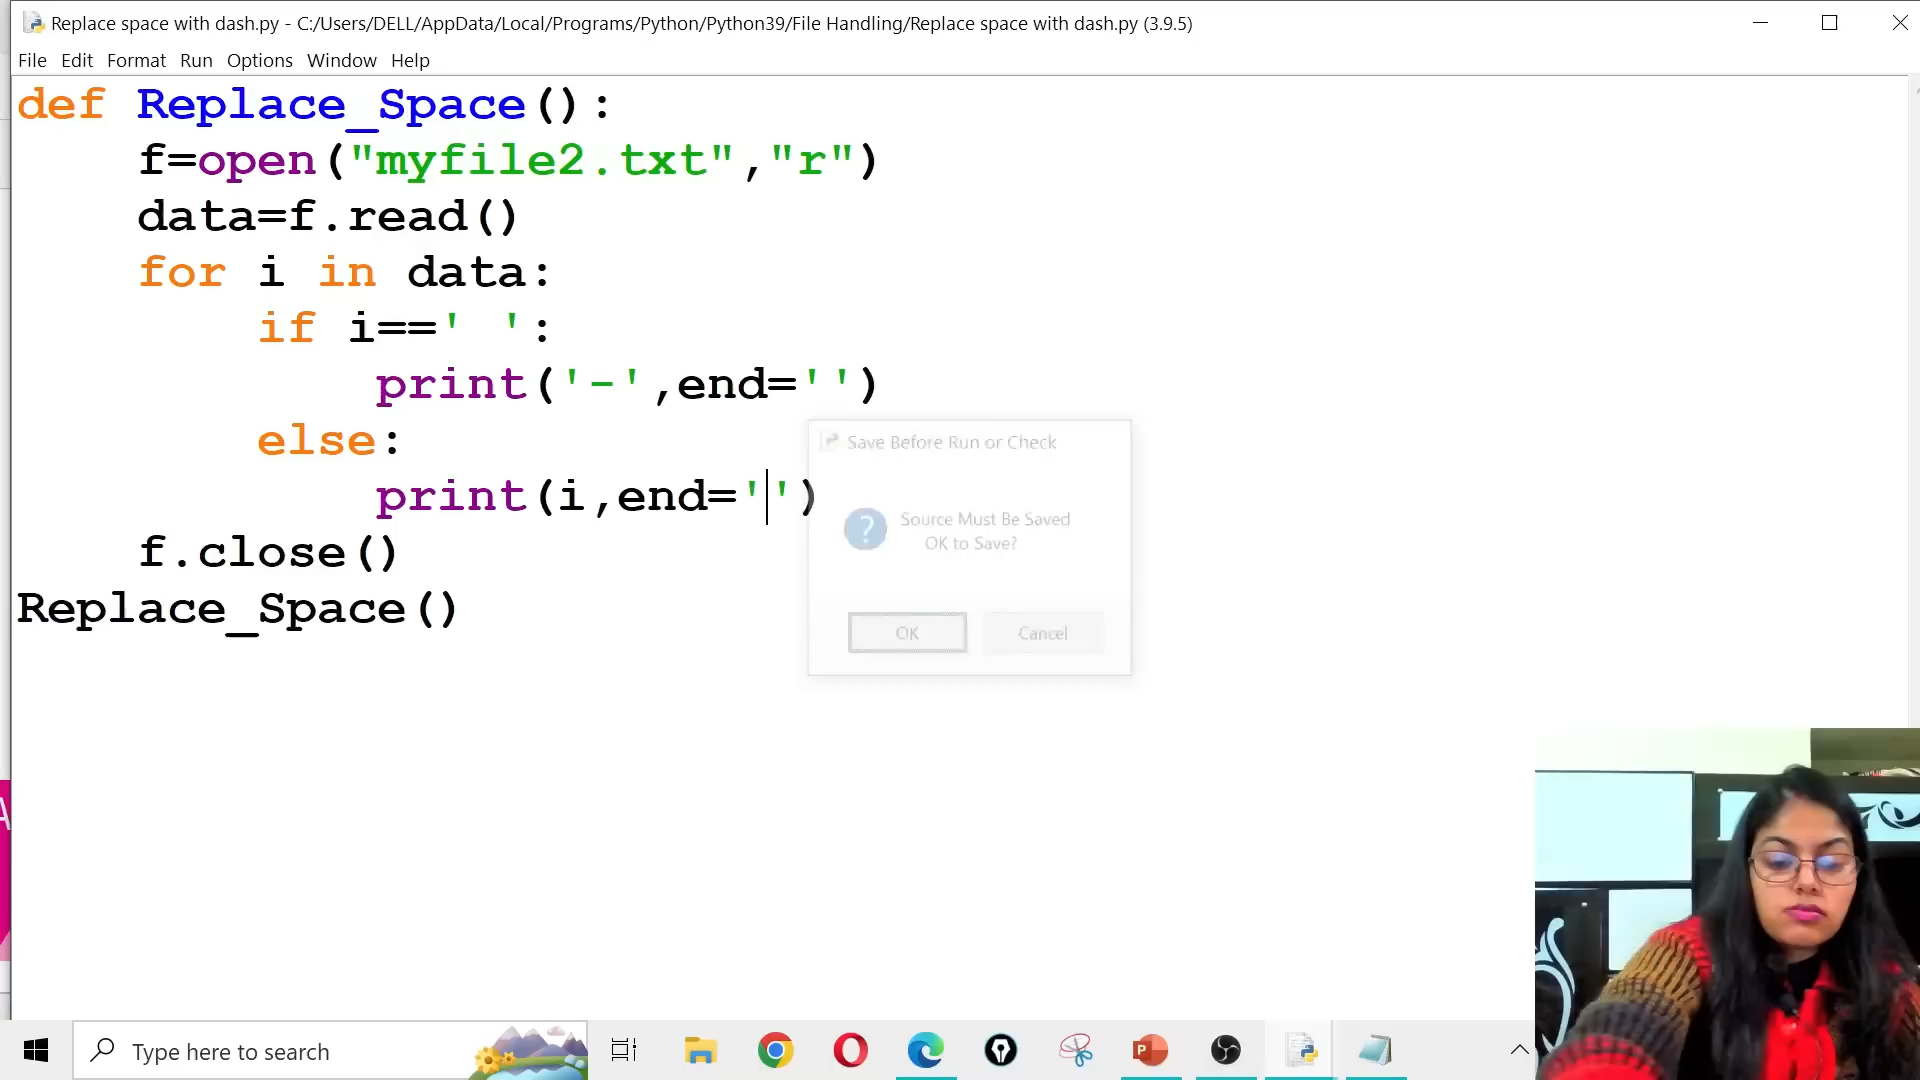 Replace space with dash.py - C:/Users/DELL/AppData/Local/Programs/Python/Python39/File Handling/Replace space with dash.py (3.9.5)
File Edit Format Run Options Window Help
def Replace_Space():
    f=open("myfile2.txt","r")
    data=f.read()
    for i in data:
        if i==' ':
            print('-',end='')
        else:
            print(i,end='')
    f.close()
Replace_Space()
Save Before Run or Check
Source Must Be Saved
OK to Save?
OK Cancel
Type here to search